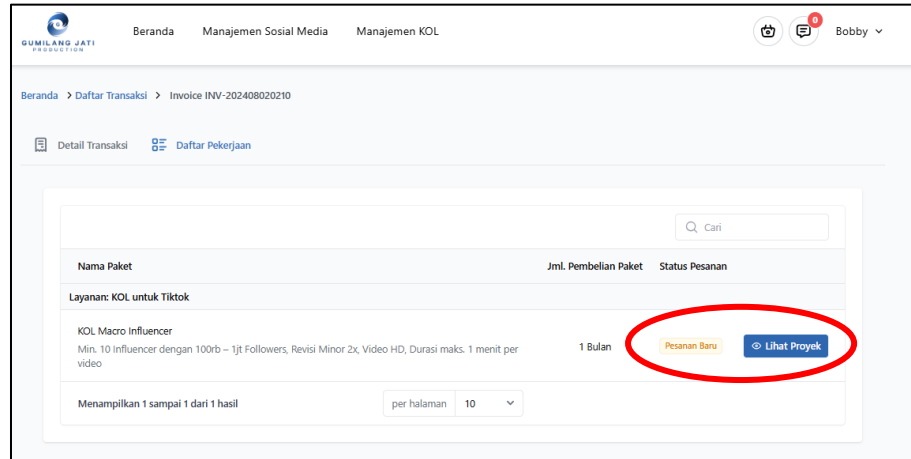 GUMILANG JATI
PRODUCTION
Beranda Manajemen Sosial Media Manajemen KOL
0
Bobby
Beranda > Daftar Transaksi > Invoice INV-202408020210
Detail Transaksi Daftar Pekerjaan
Cari
Nama Paket Jml. Pembelian Paket Status Pesanan
Layanan: KOL untuk Tiktok
KOL Macro Influencer
Min. 10 Influencer dengan 100rb – 1jt Followers, Revisi Minor 2x, Video HD, Durasi maks. 1 menit per
video
1 Bulan Pesanan Baru Lihat Proyek
Menampilkan 1 sampai 1 dari 1 hasil per halaman 10